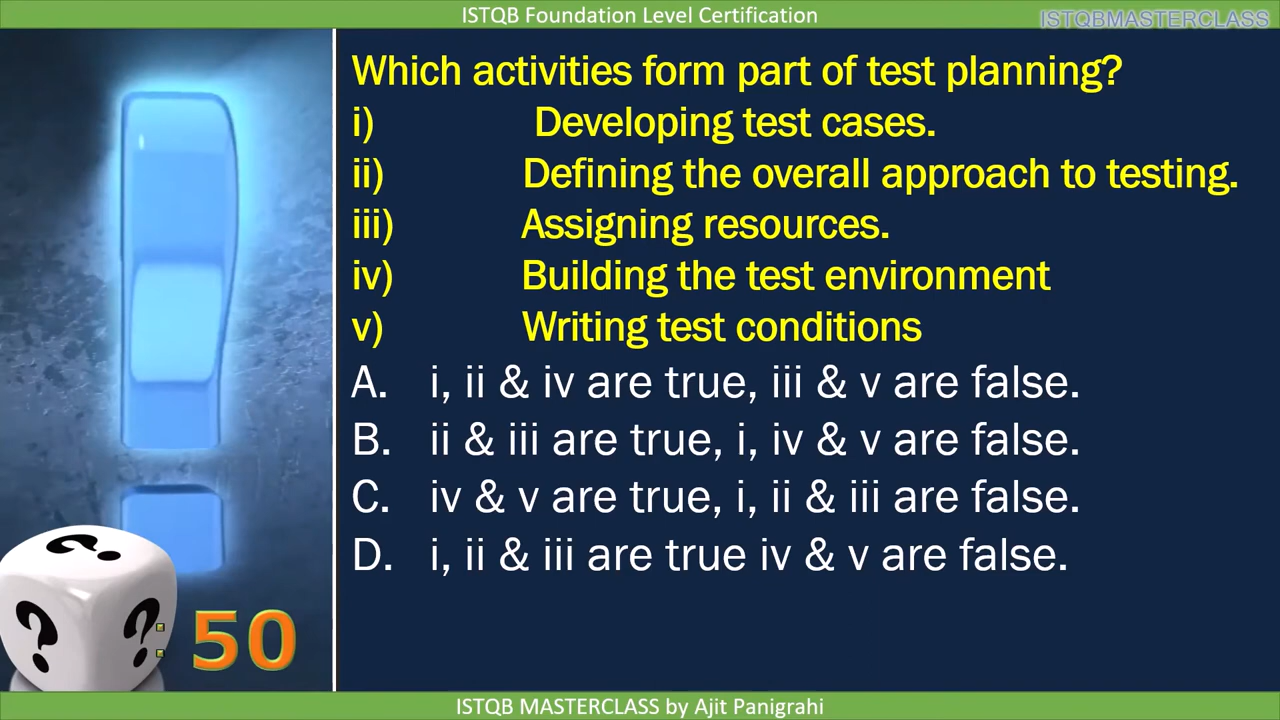 ISTQB Foundation Level Certification
ISTQBMASTERCLASS
Which activities form part of test planning?
i) Developing test cases.
ii) Defining the overall approach to testing.
iii) Assigning resources.
iv) Building the test environment
v) Writing test conditions
A. i, ii & iv are true, iii & v are false.
B. ii & iii are true, i, iv & v are false.
C. iv & v are true, i, ii & iii are false.
D. i, ii & iii are true iv & v are false.
? ? ?
:50
ISTQB MASTERCLASS by Ajit Panigrahi